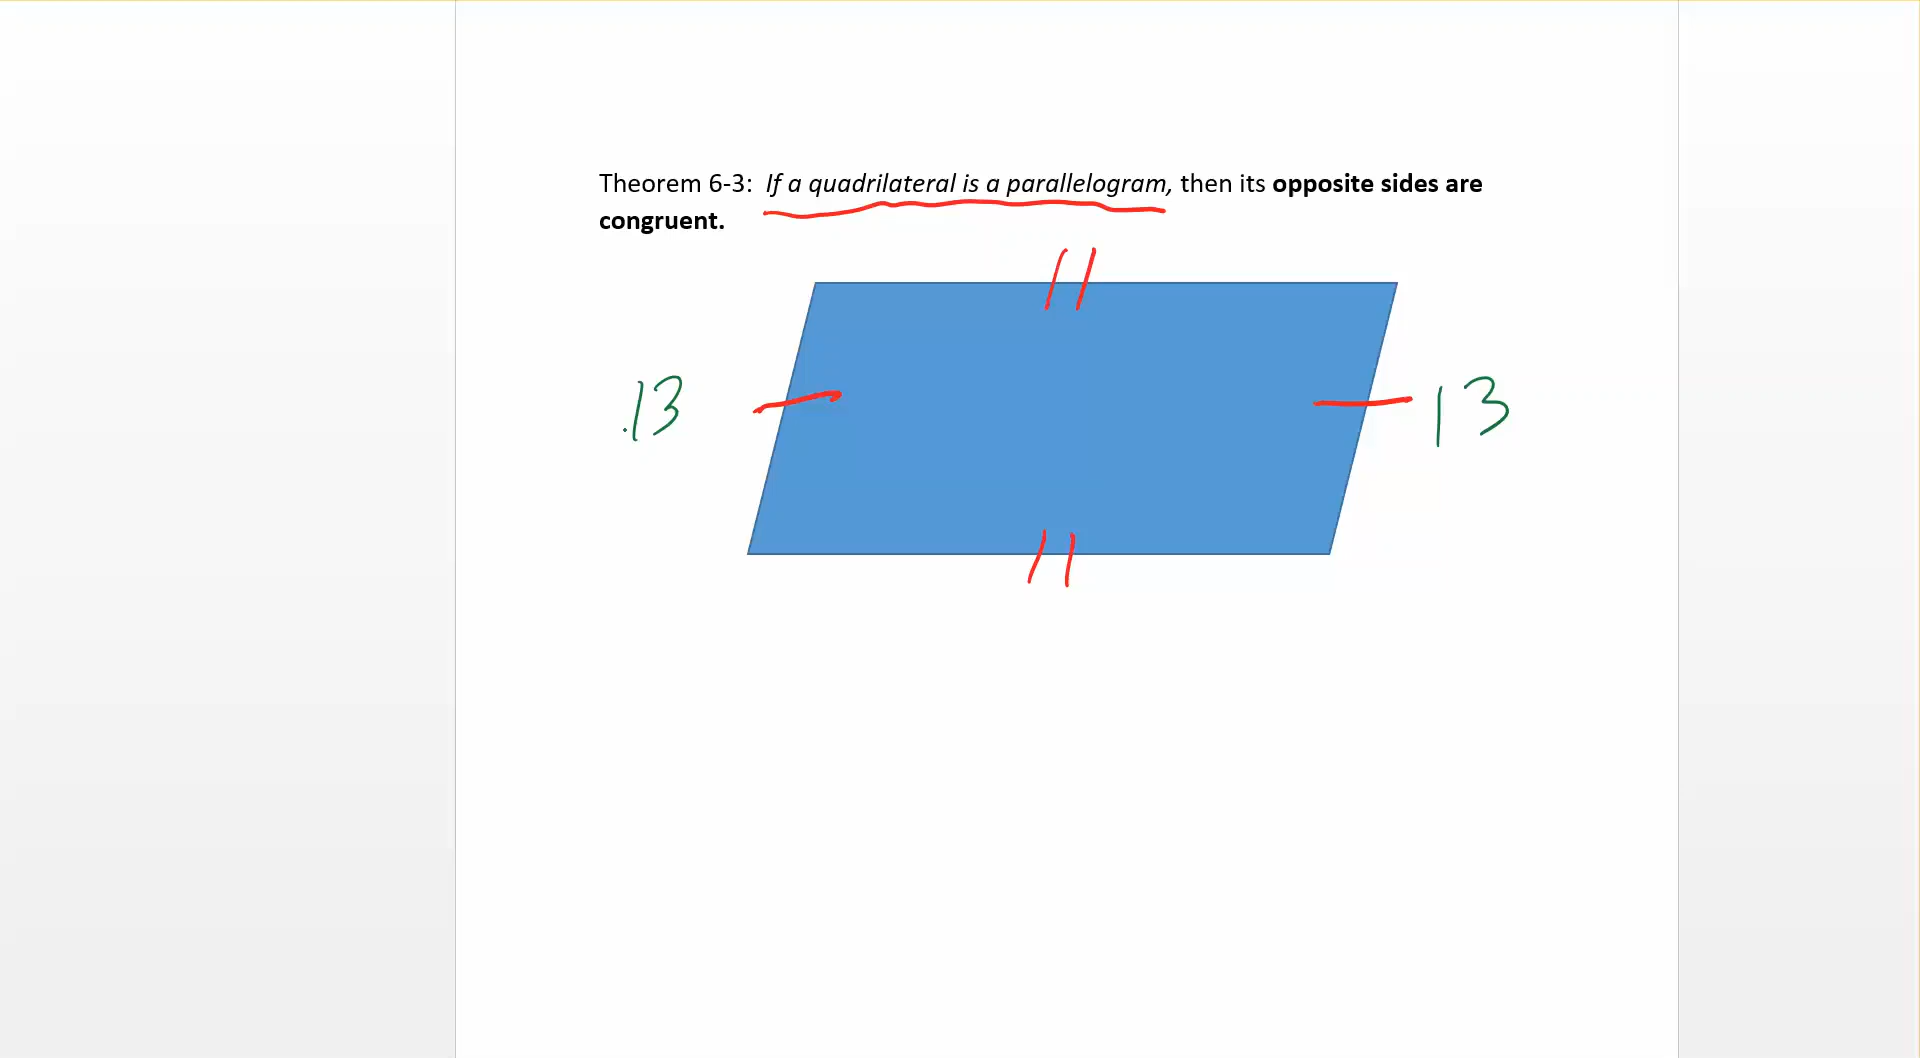 Theorem 6-3: If a quadrilateral is a parallelogram, then its opposite sides are
congruent.
13
13